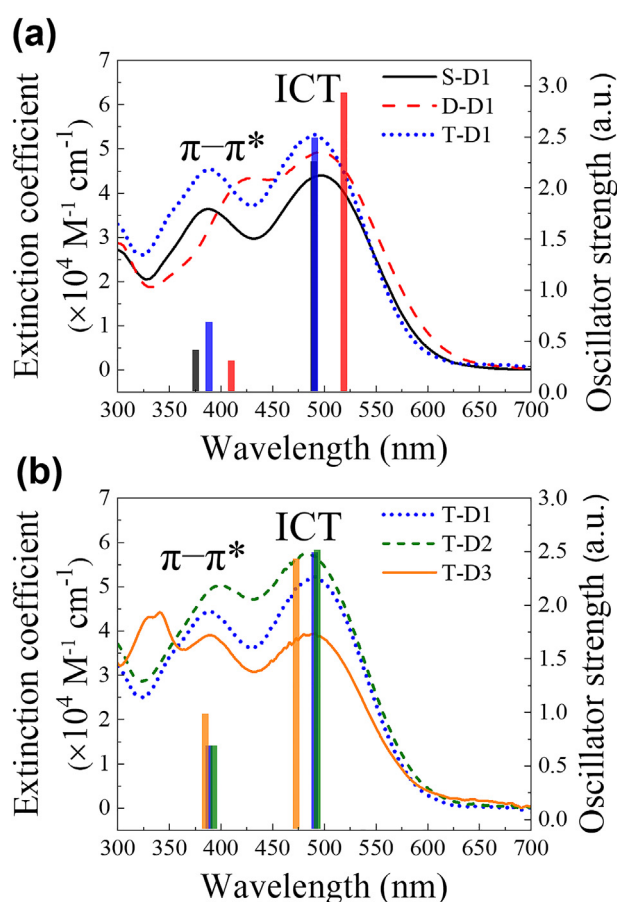 (a)
Extinction coefficient
(×10⁴ M⁻¹ cm⁻¹)
7
6
5
4
3
2
1
0
π–π*
ICT
S-D1
D-D1
T-D1
3.0
2.5
2.0
1.5
1.0
0.5
0.0
Oscillator strength (a.u.)
300 350 400 450 500 550 600 650 700
Wavelength (nm)
(b)
Extinction coefficient
(×10⁴ M⁻¹ cm⁻¹)
7
6
5
4
3
2
1
0
π–π*
ICT
T-D1
T-D2
T-D3
3.0
2.5
2.0
1.5
1.0
0.5
0.0
Oscillator strength (a.u.)
300 350 400 450 500 550 600 650 700
Wavelength (nm)